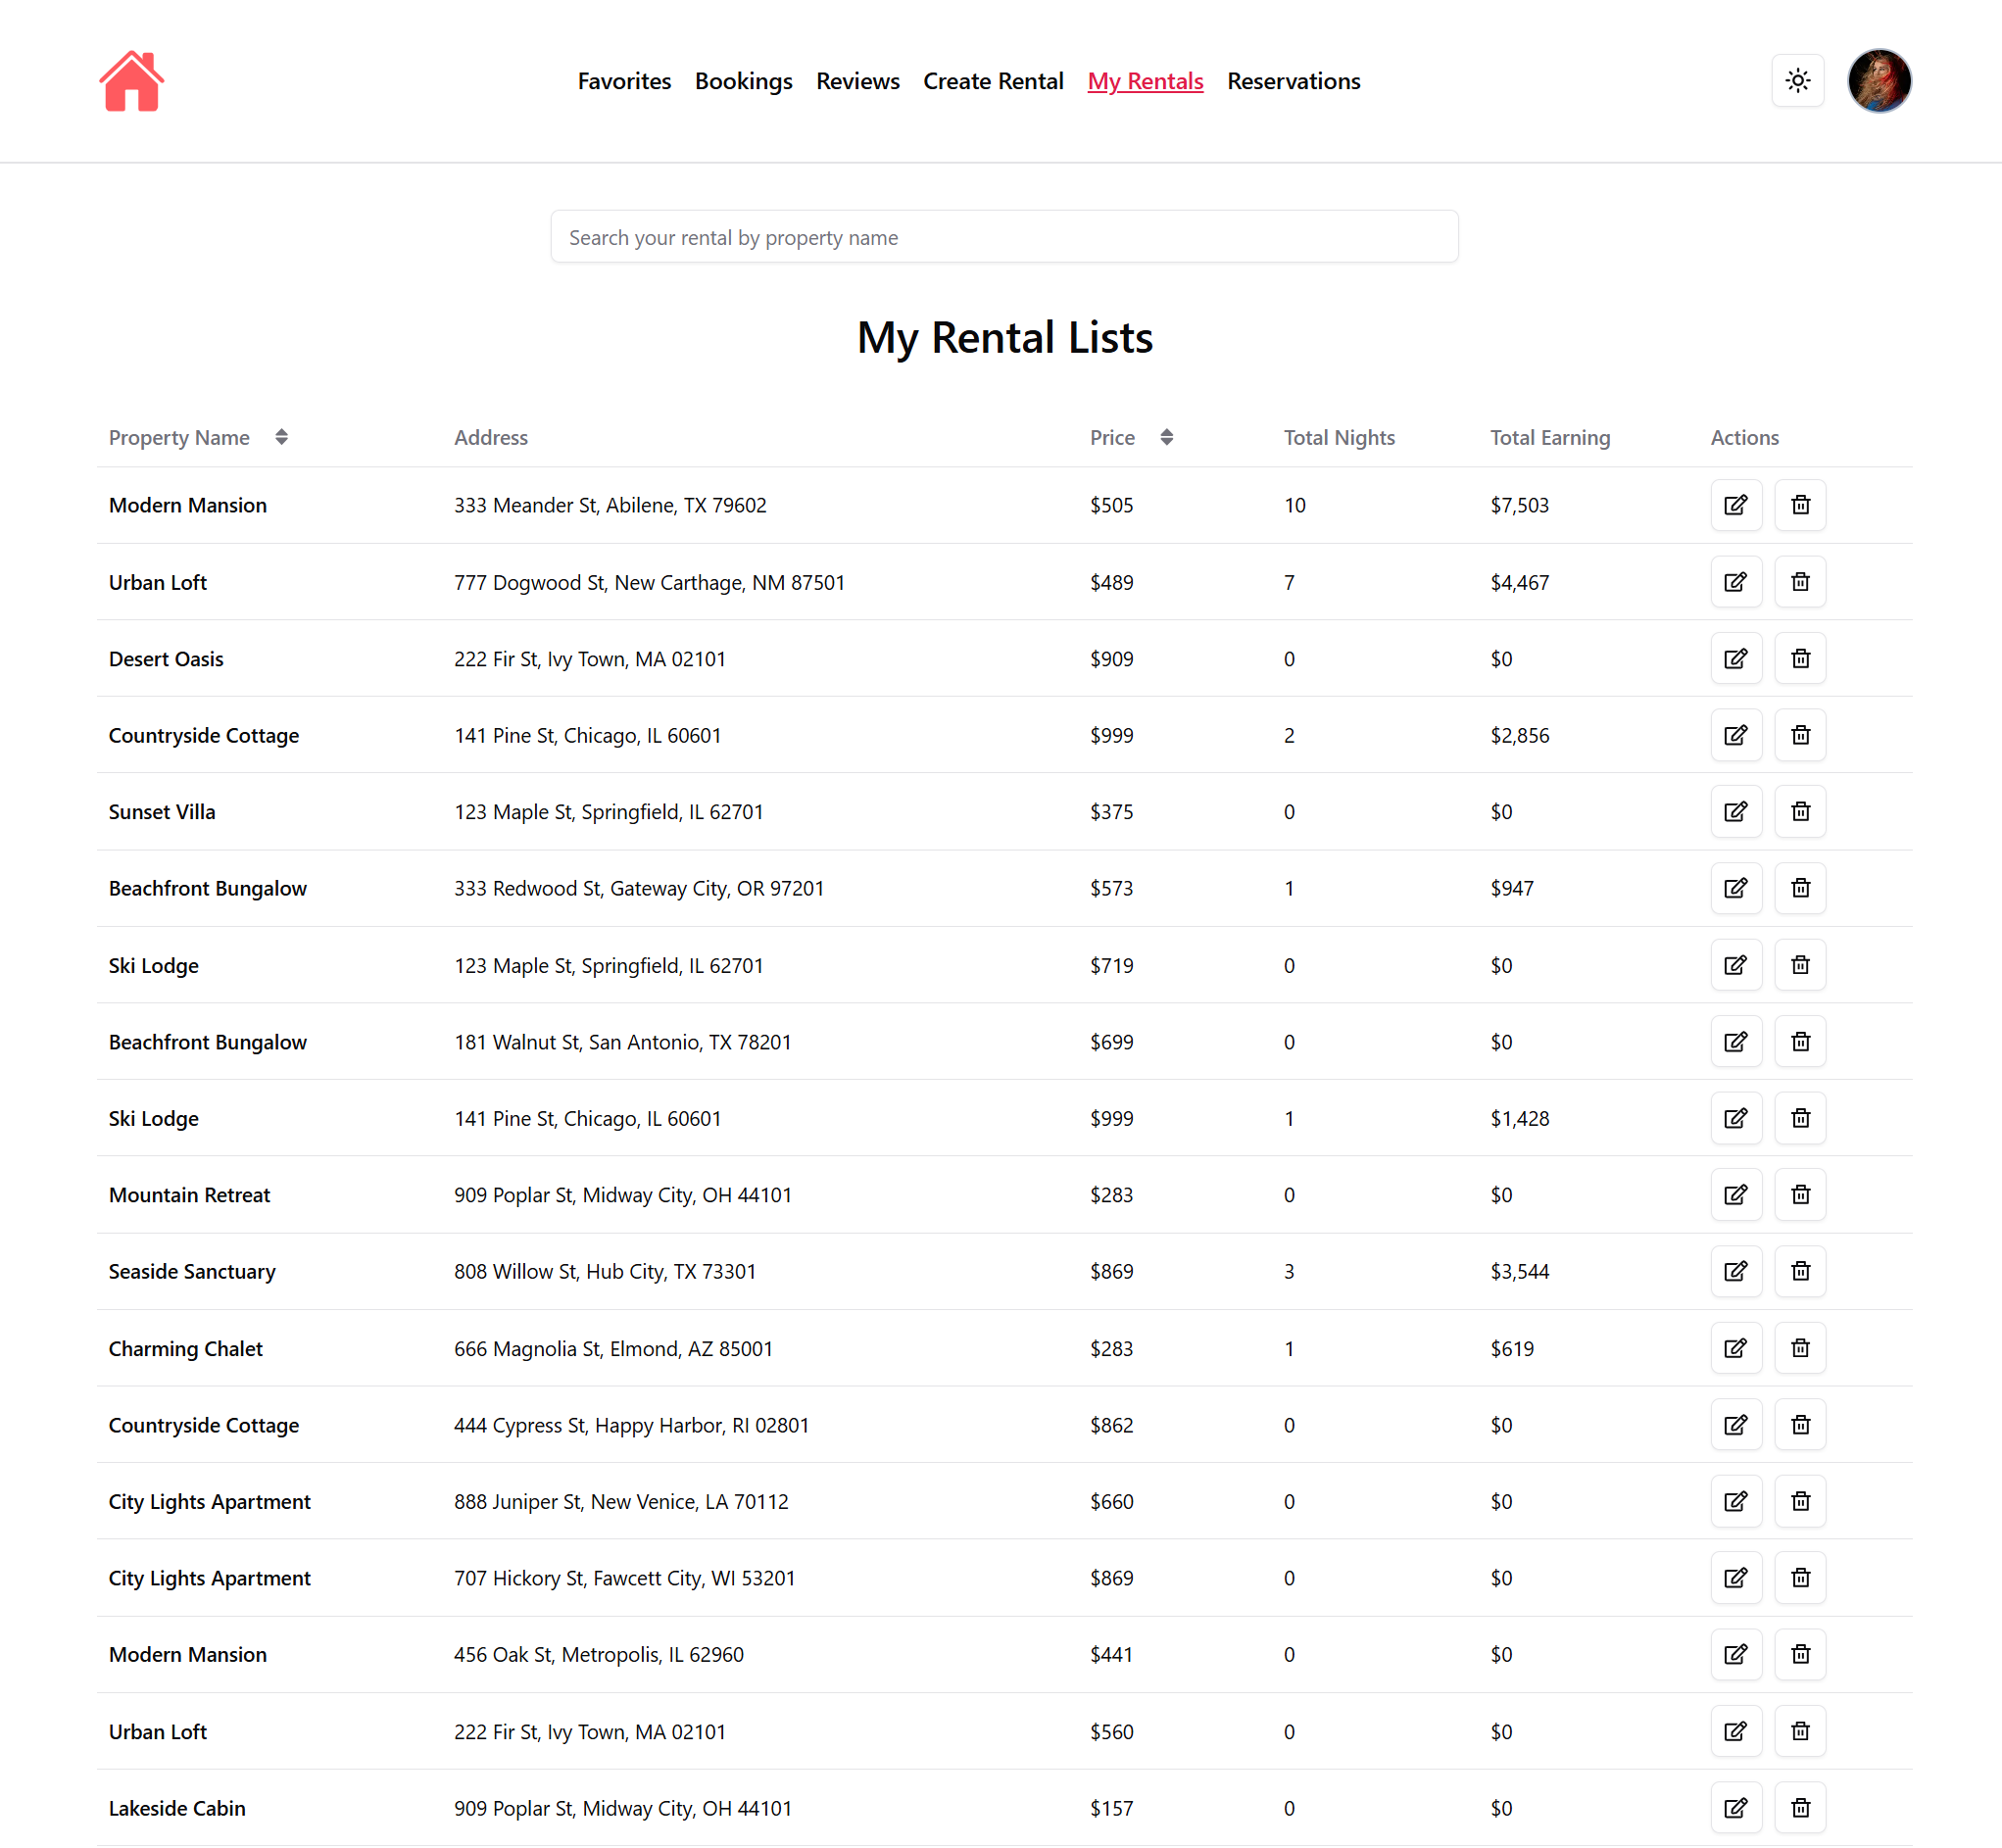 Favorites Bookings Reviews Create Rental My Rentals Reservations
Search your rental by property name
My Rental Lists
Property Name Address Price Total Nights Total Earning Actions
Modern Mansion 333 Meander St, Abilene, TX 79602 $505 10 $7,503
Urban Loft 777 Dogwood St, New Carthage, NM 87501 $489 7 $4,467
Desert Oasis 222 Fir St, Ivy Town, MA 02101 $909 0 $0
Countryside Cottage 141 Pine St, Chicago, IL 60601 $999 2 $2,856
Sunset Villa 123 Maple St, Springfield, IL 62701 $375 0 $0
Beachfront Bungalow 333 Redwood St, Gateway City, OR 97201 $573 1 $947
Ski Lodge 123 Maple St, Springfield, IL 62701 $719 0 $0
Beachfront Bungalow 181 Walnut St, San Antonio, TX 78201 $699 0 $0
Ski Lodge 141 Pine St, Chicago, IL 60601 $999 1 $1,428
Mountain Retreat 909 Poplar St, Midway City, OH 44101 $283 0 $0
Seaside Sanctuary 808 Willow St, Hub City, TX 73301 $869 3 $3,544
Charming Chalet 666 Magnolia St, Elmond, AZ 85001 $283 1 $619
Countryside Cottage 444 Cypress St, Happy Harbor, RI 02801 $862 0 $0
City Lights Apartment 888 Juniper St, New Venice, LA 70112 $660 0 $0
City Lights Apartment 707 Hickory St, Fawcett City, WI 53201 $869 0 $0
Modern Mansion 456 Oak St, Metropolis, IL 62960 $441 0 $0
Urban Loft 222 Fir St, Ivy Town, MA 02101 $560 0 $0
Lakeside Cabin 909 Poplar St, Midway City, OH 44101 $157 0 $0